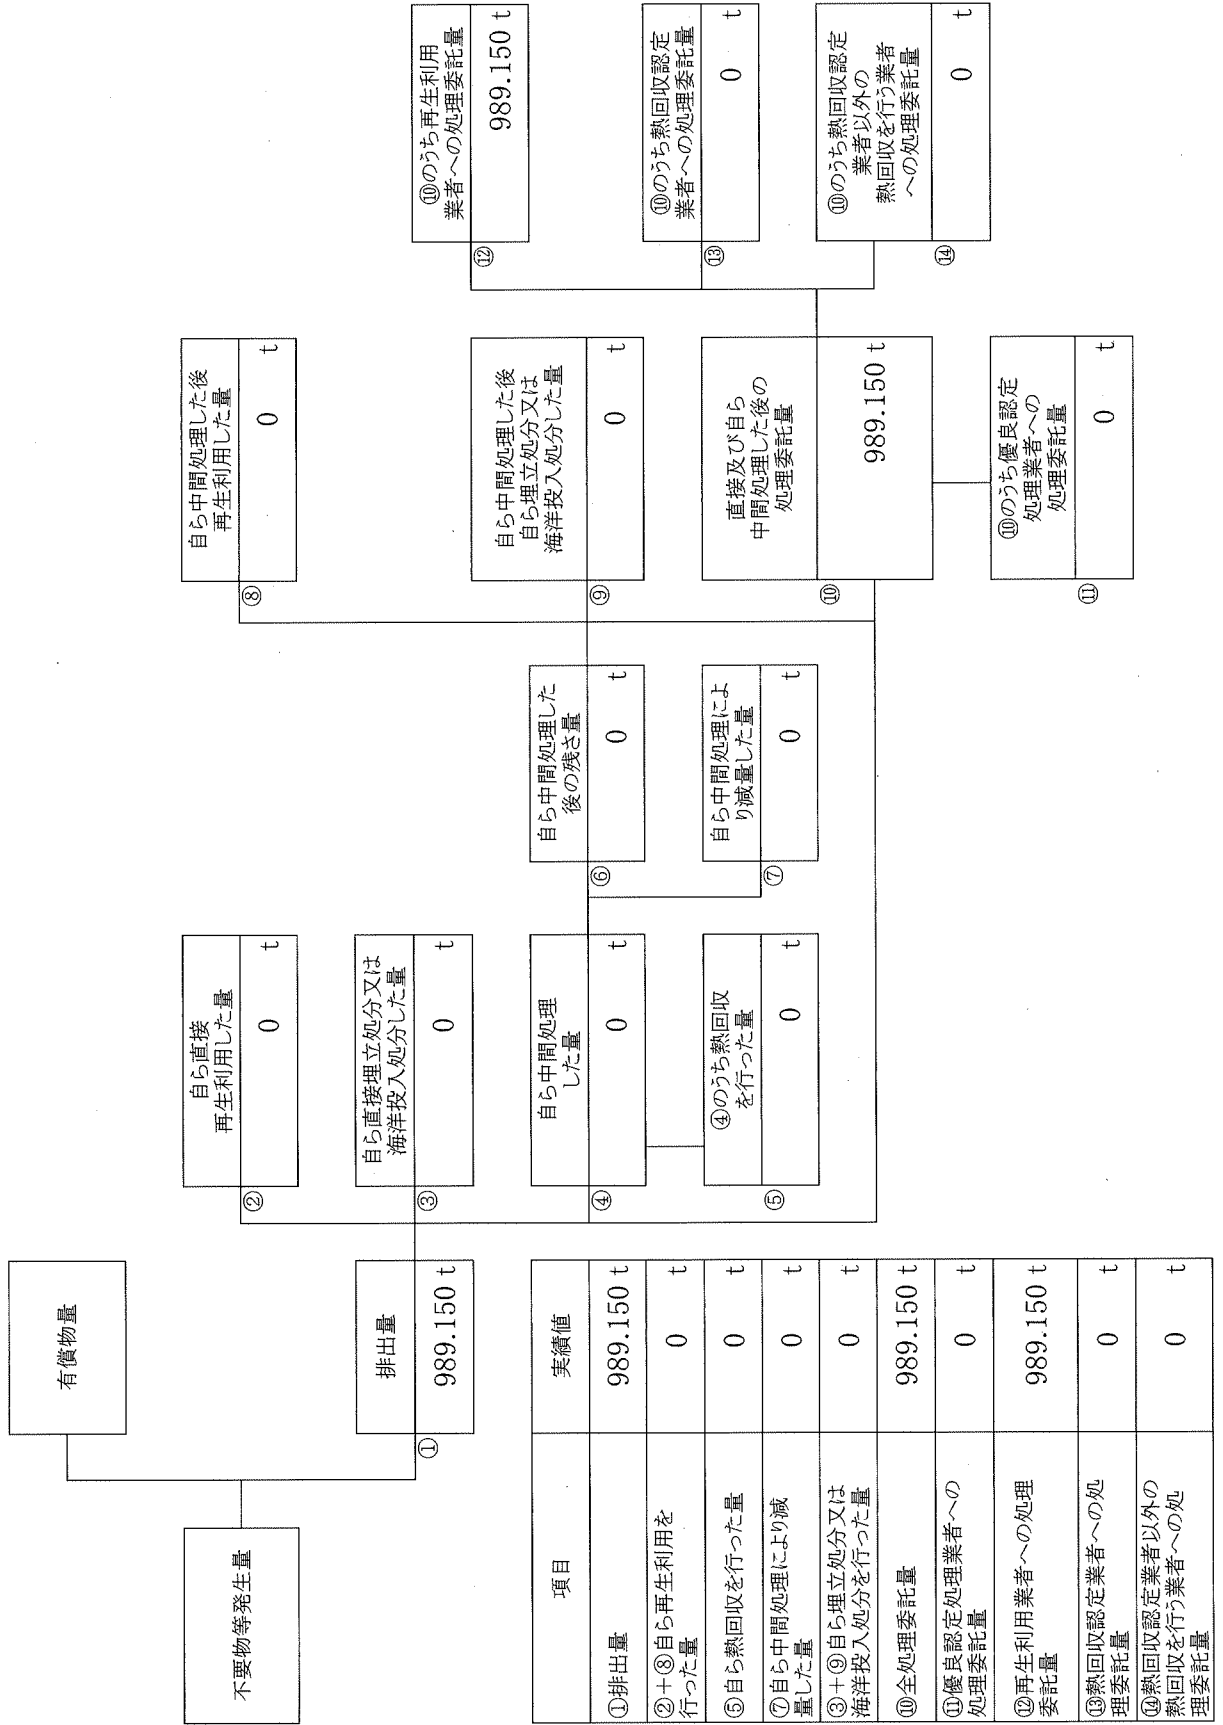 不要物等発生量
有償物量
①
排出量
989.150 t
②
自ら直接
再生利用した量
0 t
③
自ら直接埋立処分又は
海洋投入処分した量
0 t
④
自ら中間処理
した量
0 t
⑤
④のうち熱回収
を行った量
0 t
⑥
自ら中間処理した
後の残さ量
0 t
⑦
自ら中間処理によ
り減量した量
0 t
⑧
自ら中間処理した後
再生利用した量
0 t
⑨
自ら中間処理した後
自ら埋立処分又は
海洋投入処分した量
0 t
⑩
直接及び自ら
中間処理した後の
処理委託量
989.150 t
⑪
⑩のうち優良認定
処理業者への
処理委託量
0 t
⑫
⑩のうち再生利用
業者への処理委託量
989.150 t
⑬
⑩のうち熱回収認定
業者への処理委託量
0 t
⑭
⑩のうち熱回収認定
業者以外の
熱回収を行う業者
への処理委託量
0 t
項目 実績値
①排出量 989.150 t
②+⑧自ら再生利用を
行った量 0 t
⑤自ら熱回収を行った量 0 t
⑦自ら中間処理により減
量した量 0 t
③+⑨自ら埋立処分又は
海洋投入処分を行った量 0 t
⑩全処理委託量 989.150 t
⑪優良認定処理業者への
処理委託量 0 t
⑫再生利用業者への処理
委託量 989.150 t
⑬熱回収認定業者への処
理委託量 0 t
⑭熱回収認定業者以外の
熱回収を行う業者への処
理委託量 0 t